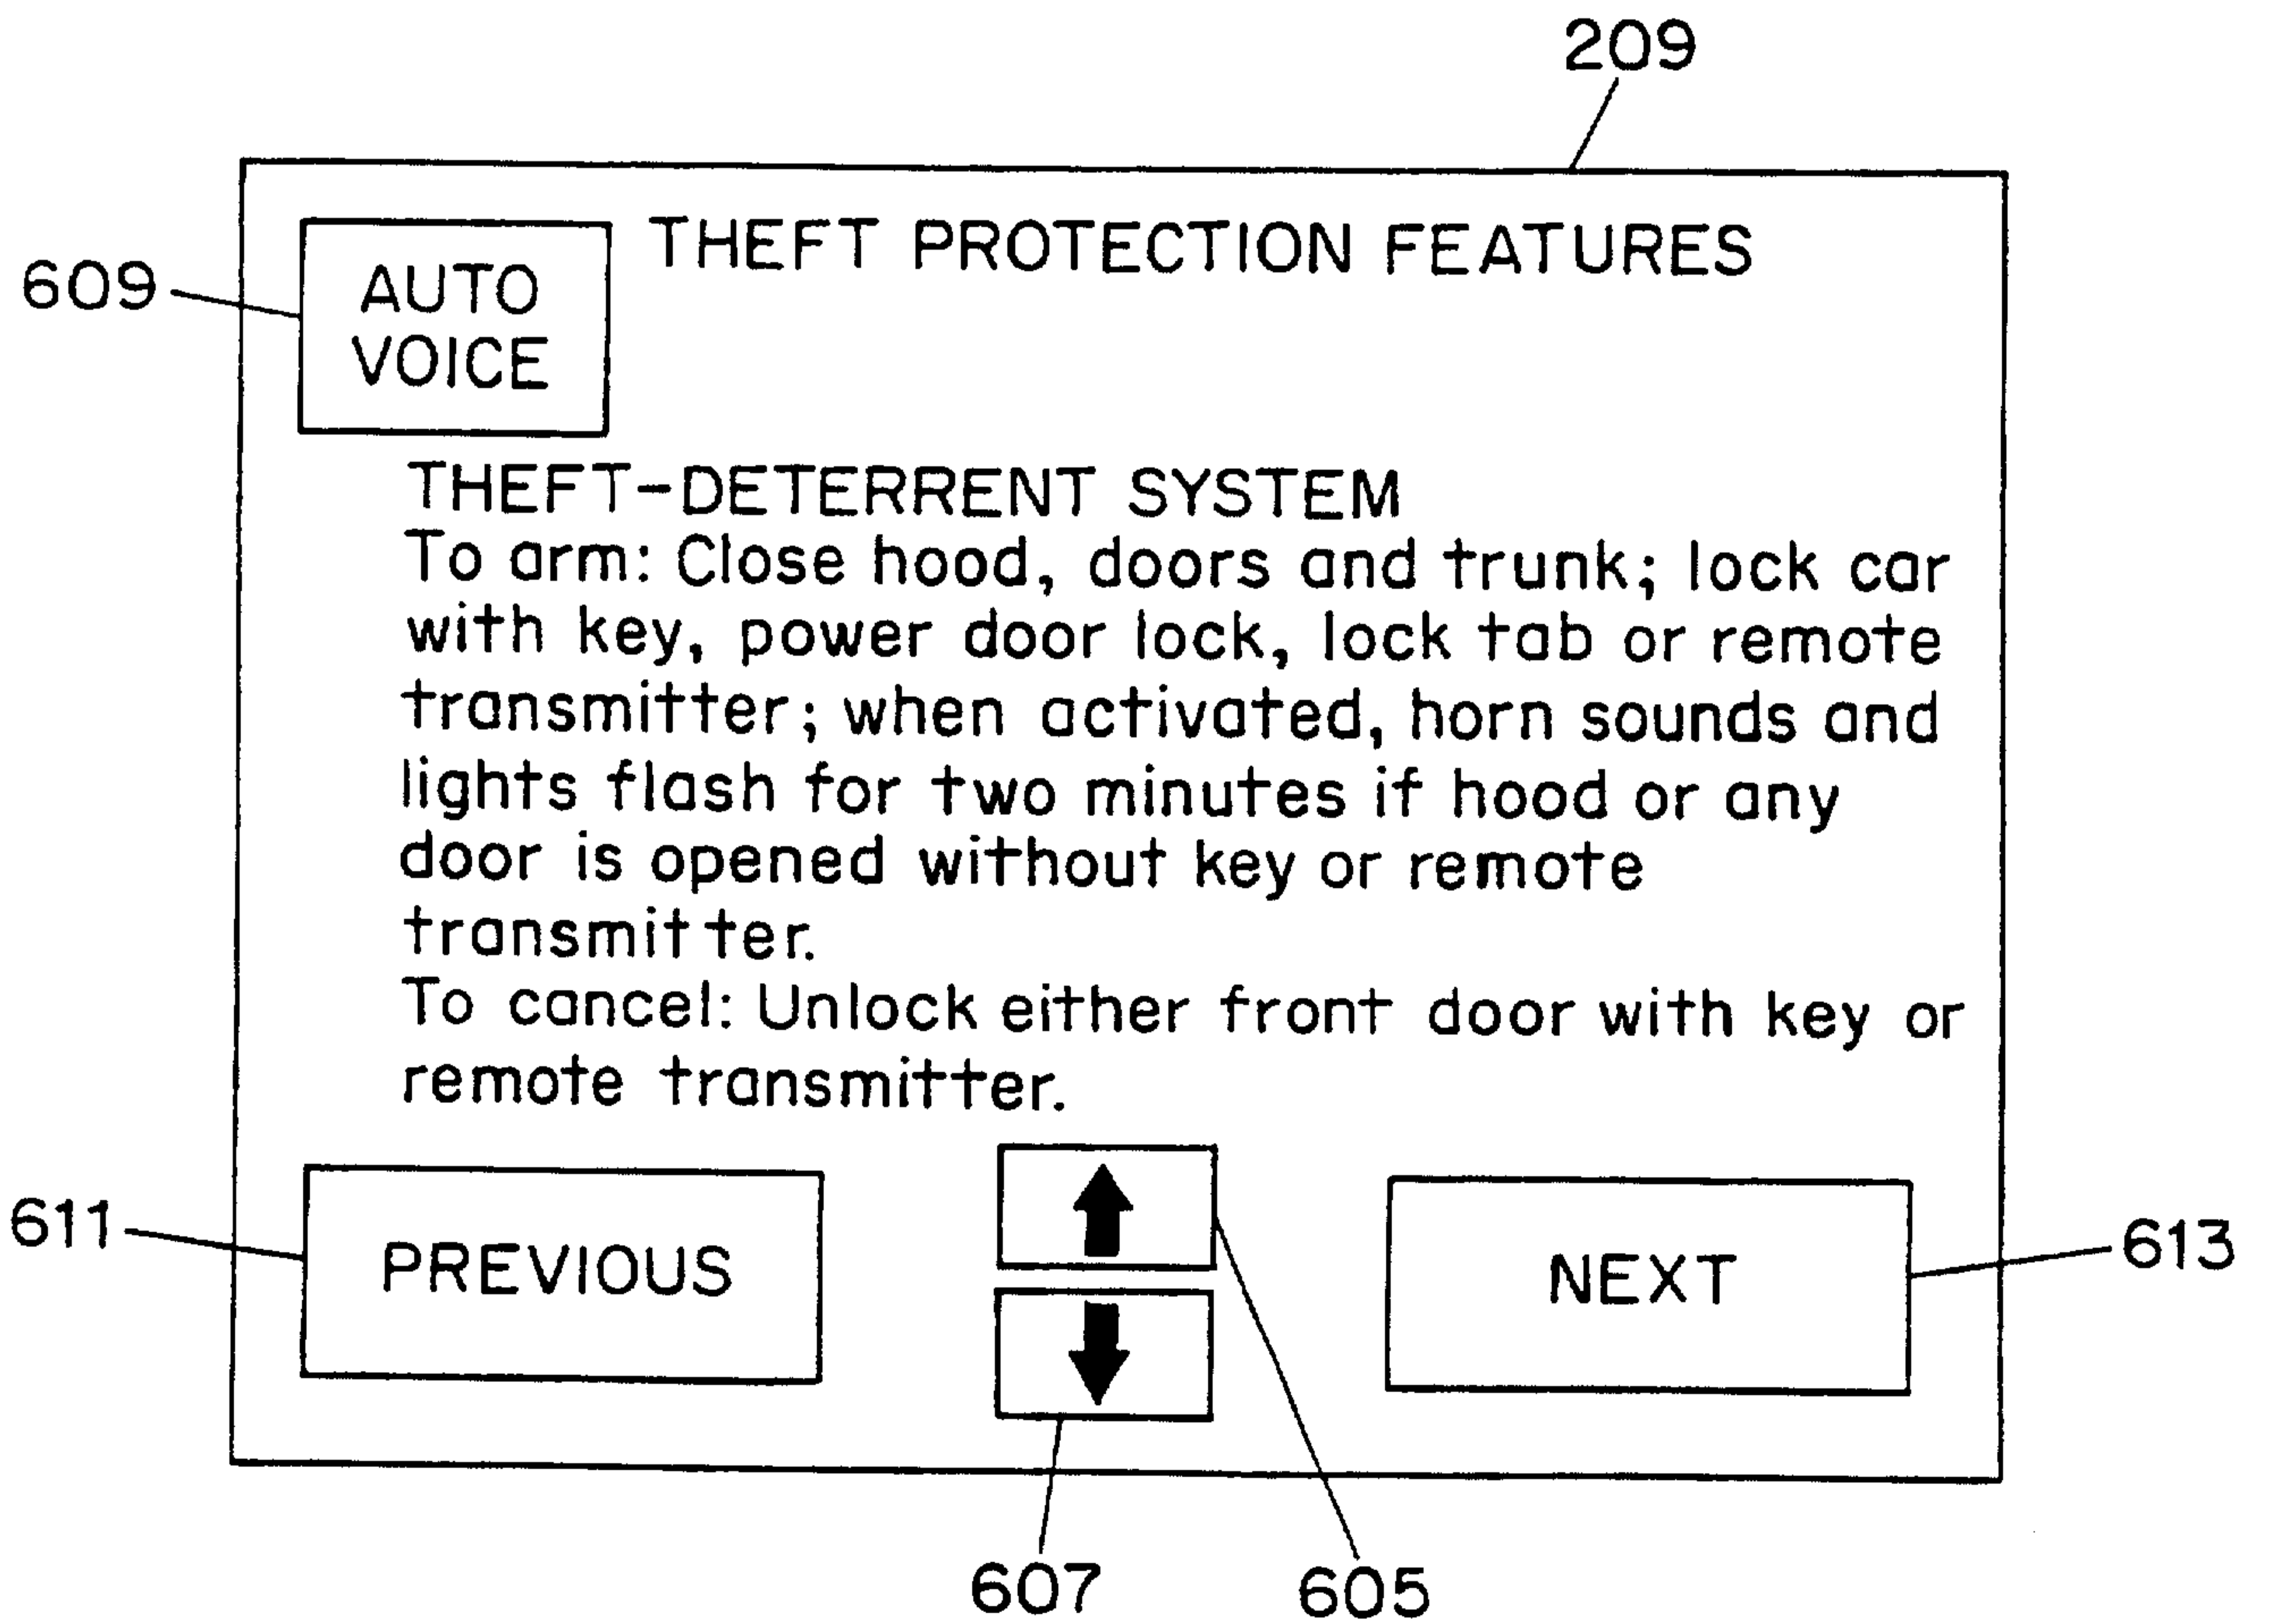 209
THEFT PROTECTION FEATURES
609
AUTO
VOICE
THEFT-DETERRENT SYSTEM
To arm: Close hood, doors and trunk; lock car
with key, power door lock, lock tab or remote
transmitter; when activated, horn sounds and
lights flash for two minutes if hood or any
door is opened without key or remote
transmitter.
To cancel: Unlock either front door with key or
remote transmitter.
611
PREVIOUS
NEXT
613
607
605